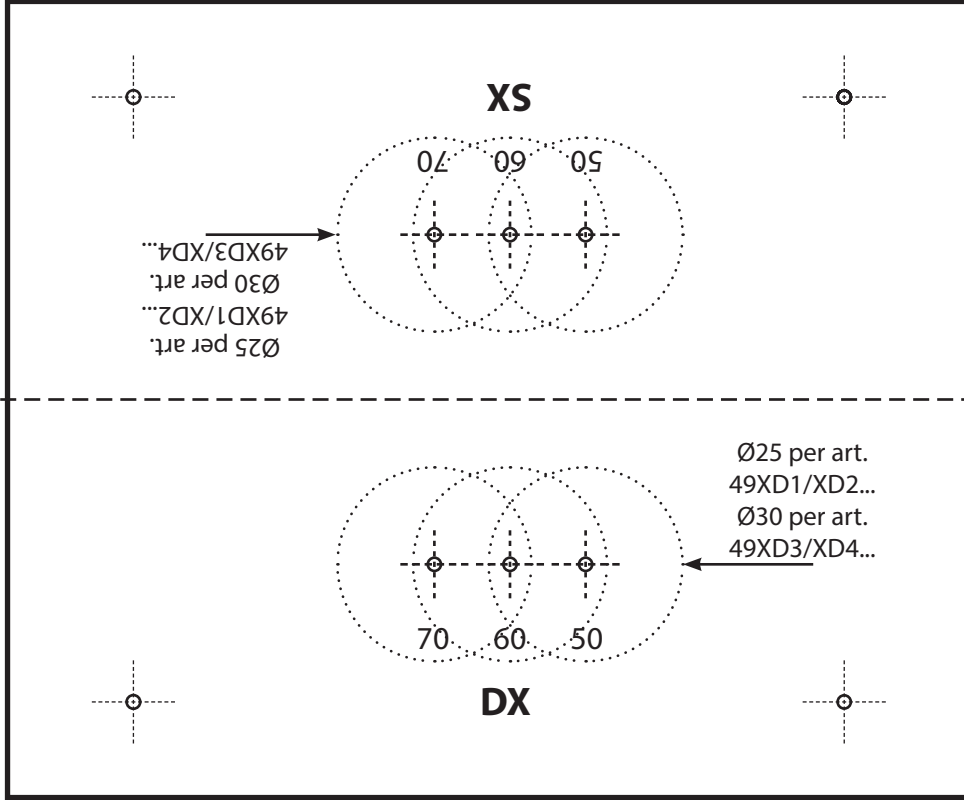 SX
50 60 70
Ø25 per art.
49XD1/XD2...
Ø30 per art.
49XD3/XD4...
Ø25 per art.
49XD1/XD2...
Ø30 per art.
49XD3/XD4...
70 60 50
DX